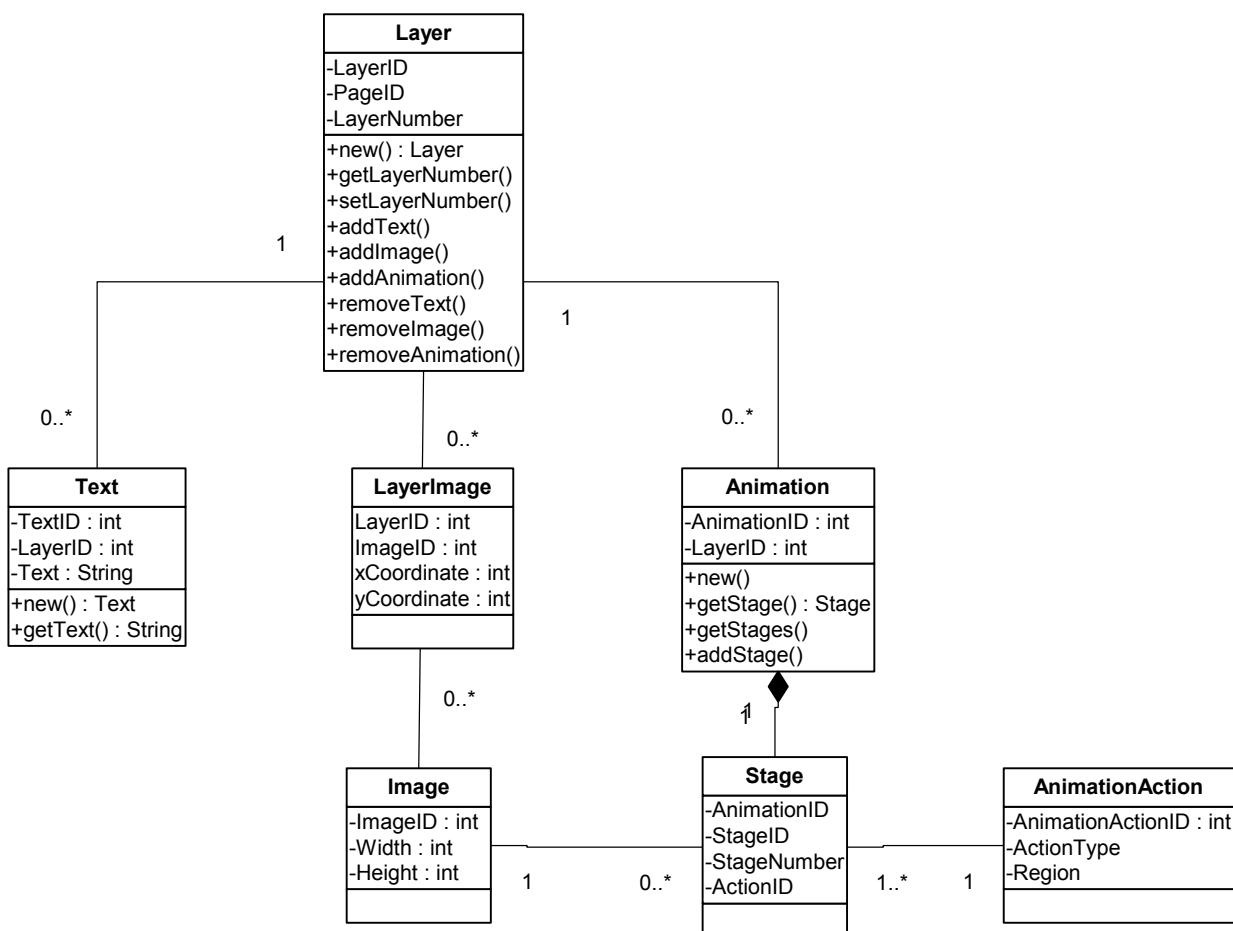 Layer
-LayerID
-PageID
-LayerNumber
+new() : Layer
+getLayerNumber()
+setLayerNumber()
+addText()
+addImage()
+addAnimation()
+removeText()
+removeImage()
+removeAnimation()
1
1
0..*
0..*
0..*
Text
-TextID : int
-LayerID : int
-Text : String
+new() : Text
+getText() : String
LayerImage
LayerID : int
ImageID : int
xCoordinate : int
yCoordinate : int
Animation
-AnimationID : int
-LayerID : int
+new()
+getStage() : Stage
+getStages()
+addStage()
0..*
1
1
Image
-ImageID : int
-Width : int
-Height : int
1
0..*
Stage
-AnimationID
-StageID
-StageNumber
-ActionID
1..*
1
AnimationAction
-AnimationActionID : int
-ActionType
-Region